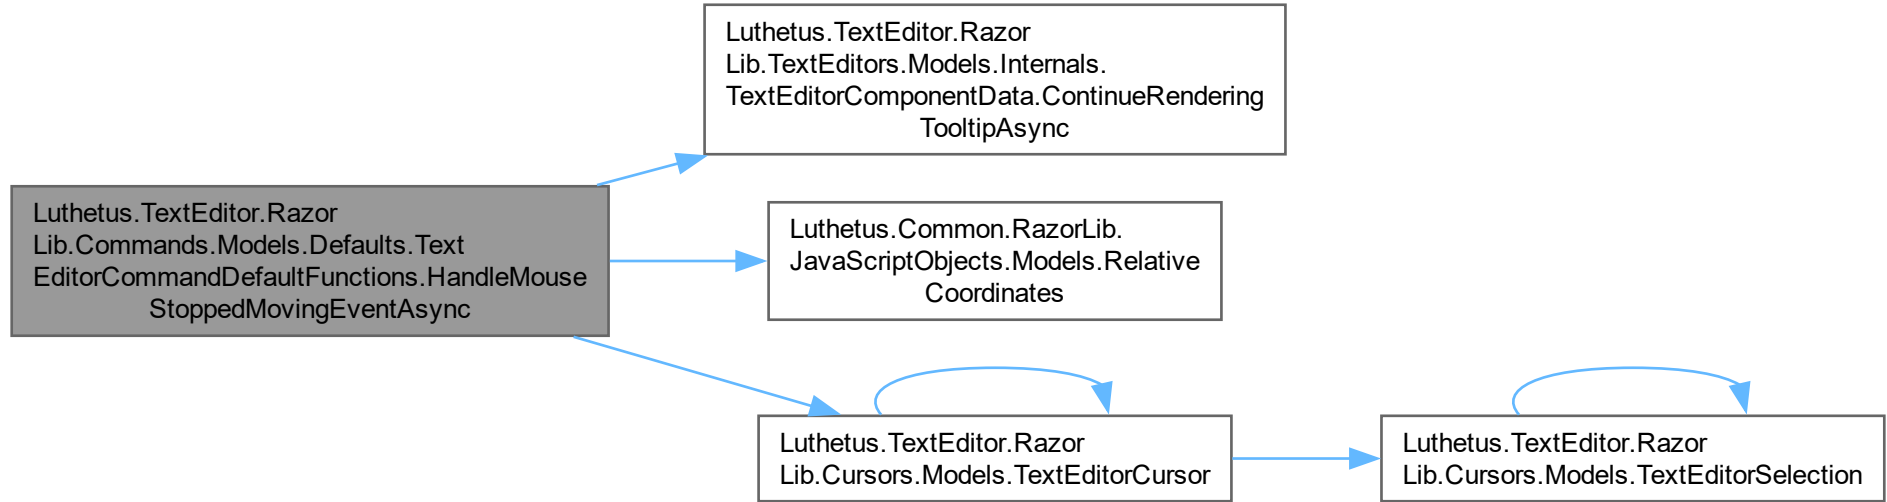 Luthetus.TextEditor.Razor
Lib.TextEditors.Models.Internals.
TextEditorComponentData.ContinueRendering
TooltipAsync
Luthetus.TextEditor.Razor
Lib.Commands.Models.Defaults.Text
EditorCommandDefaultFunctions.HandleMouse
StoppedMovingEventAsync
Luthetus.Common.RazorLib.
JavaScriptObjects.Models.Relative
Coordinates
Luthetus.TextEditor.Razor
Lib.Cursors.Models.TextEditorCursor
Luthetus.TextEditor.Razor
Lib.Cursors.Models.TextEditorSelection